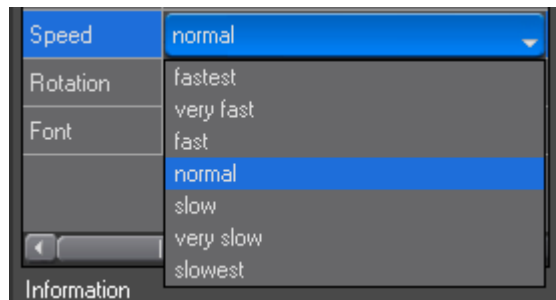 Speed normal
Rotation fastest
very fast
Font fast
normal
slow
very slow
slowest
Information